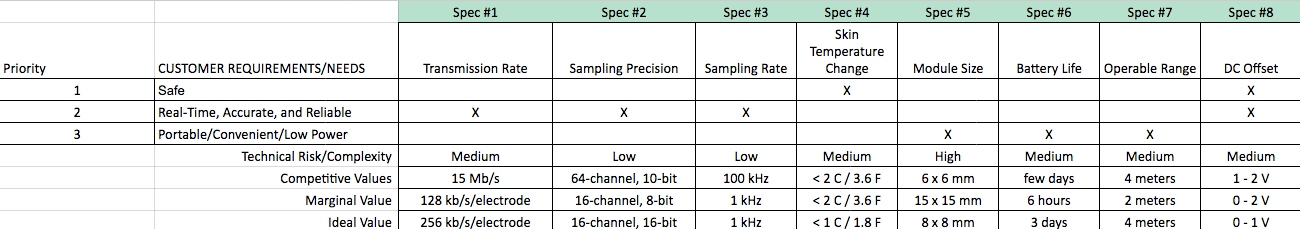 Spec #1 Spec #2 Spec #3 Spec #4 Spec #5 Spec #6 Spec #7 Spec #8
Priority CUSTOMER REQUIREMENTS/NEEDS Transmission Rate Sampling Precision Sampling Rate Skin Temperature Change Module Size Battery Life Operable Range DC Offset
1 Safe X X
2 Real-Time, Accurate, and Reliable X X X X
3 Portable/Convenient/Low Power X X X
Technical Risk/Complexity Medium Low Low Medium High Medium Medium Medium
Competitive Values 15 Mb/s 64-channel, 10-bit 100 kHz < 2 C / 3.6 F 6 x 6 mm few days 4 meters 1 - 2 V
Marginal Value 128 kb/s/electrode 16-channel, 8-bit 1 kHz < 2 C / 3.6 F 15 x 15 mm 6 hours 2 meters 0 - 2 V
Ideal Value 256 kb/s/electrode 16-channel, 16-bit 1 kHz < 1 C / 1.8 F 8 x 8 mm 3 days 4 meters 0 - 1 V